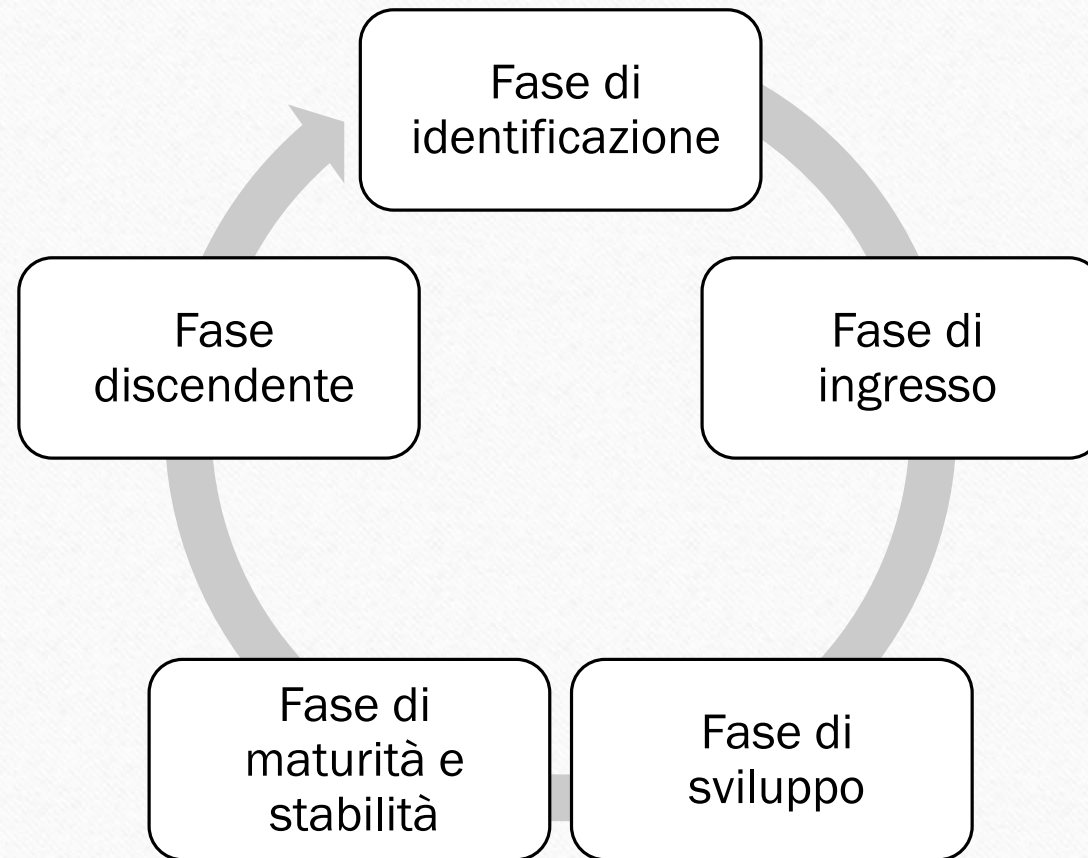 Fase di
identificazione
Fase di
ingresso
Fase di
sviluppo
Fase di
maturità e
stabilità
Fase
discendente